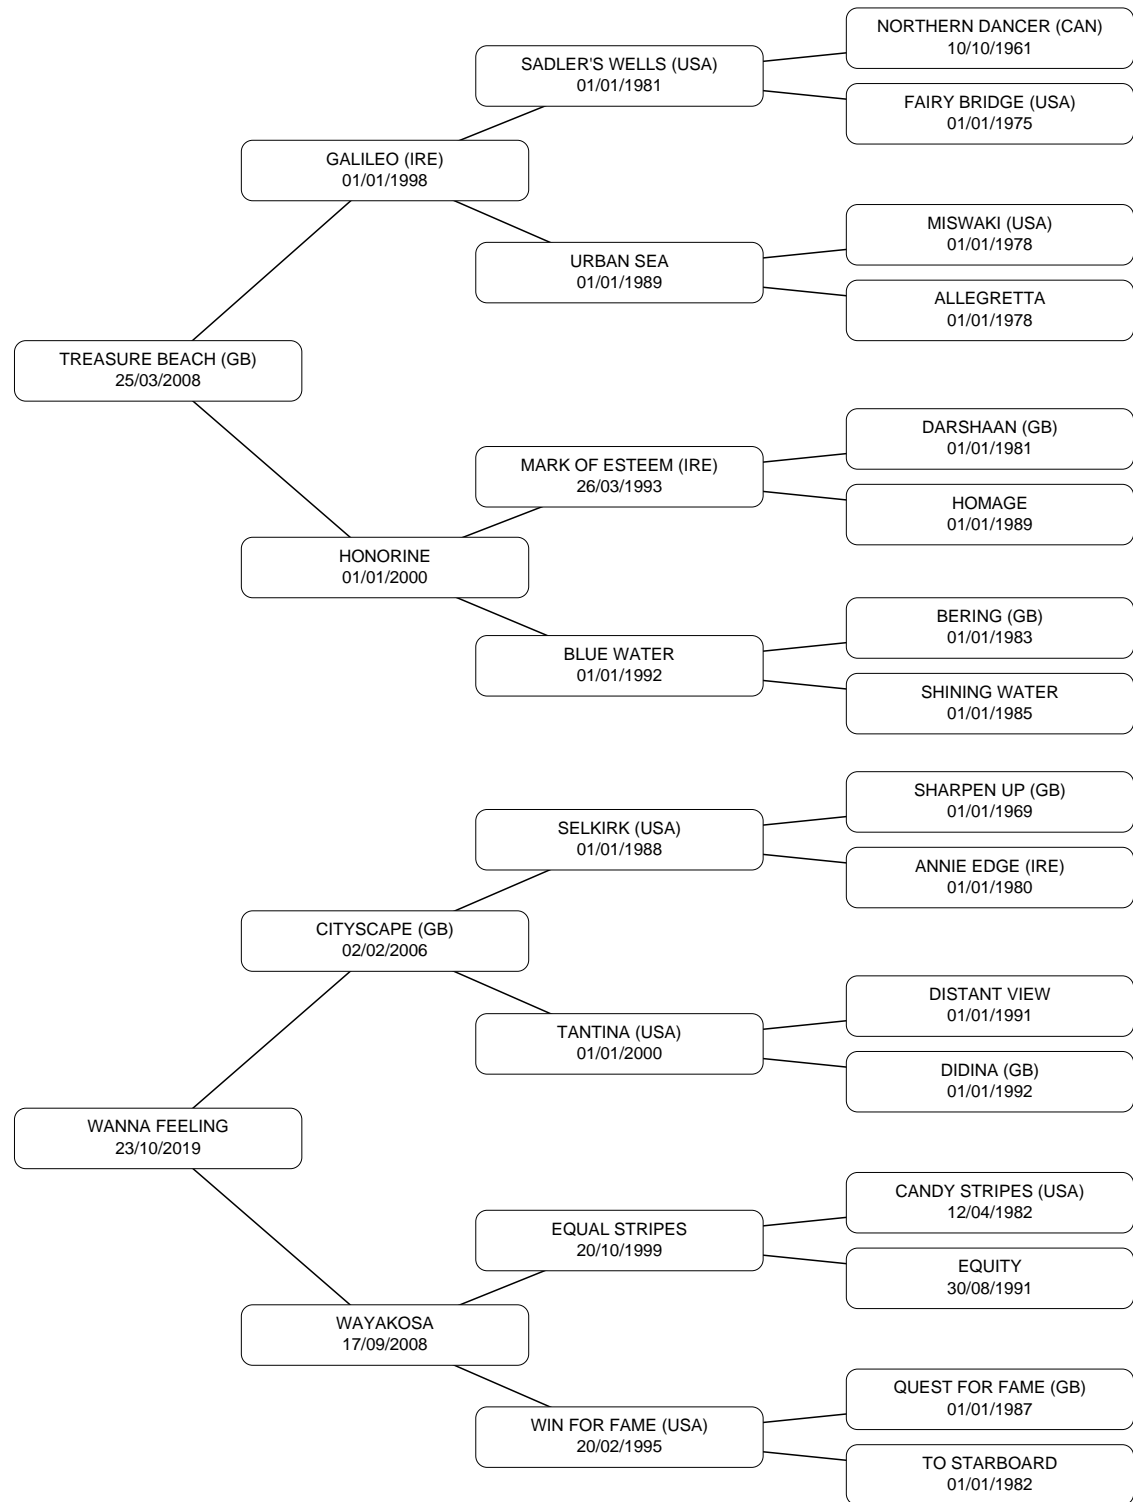 NORTHERN DANCER (CAN)
10/10/1961
SADLER'S WELLS (USA)
01/01/1981
FAIRY BRIDGE (USA)
01/01/1975
GALILEO (IRE)
01/01/1998
MISWAKI (USA)
01/01/1978
URBAN SEA
01/01/1989
ALLEGRETTA
01/01/1978
TREASURE BEACH (GB)
25/03/2008
DARSHAAN (GB)
01/01/1981
MARK OF ESTEEM (IRE)
26/03/1993
HOMAGE
01/01/1989
HONORINE
01/01/2000
BERING (GB)
01/01/1983
BLUE WATER
01/01/1992
SHINING WATER
01/01/1985
SHARPEN UP (GB)
01/01/1969
SELKIRK (USA)
01/01/1988
ANNIE EDGE (IRE)
01/01/1980
CITYSCAPE (GB)
02/02/2006
DISTANT VIEW
01/01/1991
TANTINA (USA)
01/01/2000
DIDINA (GB)
01/01/1992
WANNA FEELING
23/10/2019
CANDY STRIPES (USA)
12/04/1982
EQUAL STRIPES
20/10/1999
EQUITY
30/08/1991
WAYAKOSA
17/09/2008
QUEST FOR FAME (GB)
01/01/1987
WIN FOR FAME (USA)
20/02/1995
TO STARBOARD
01/01/1982